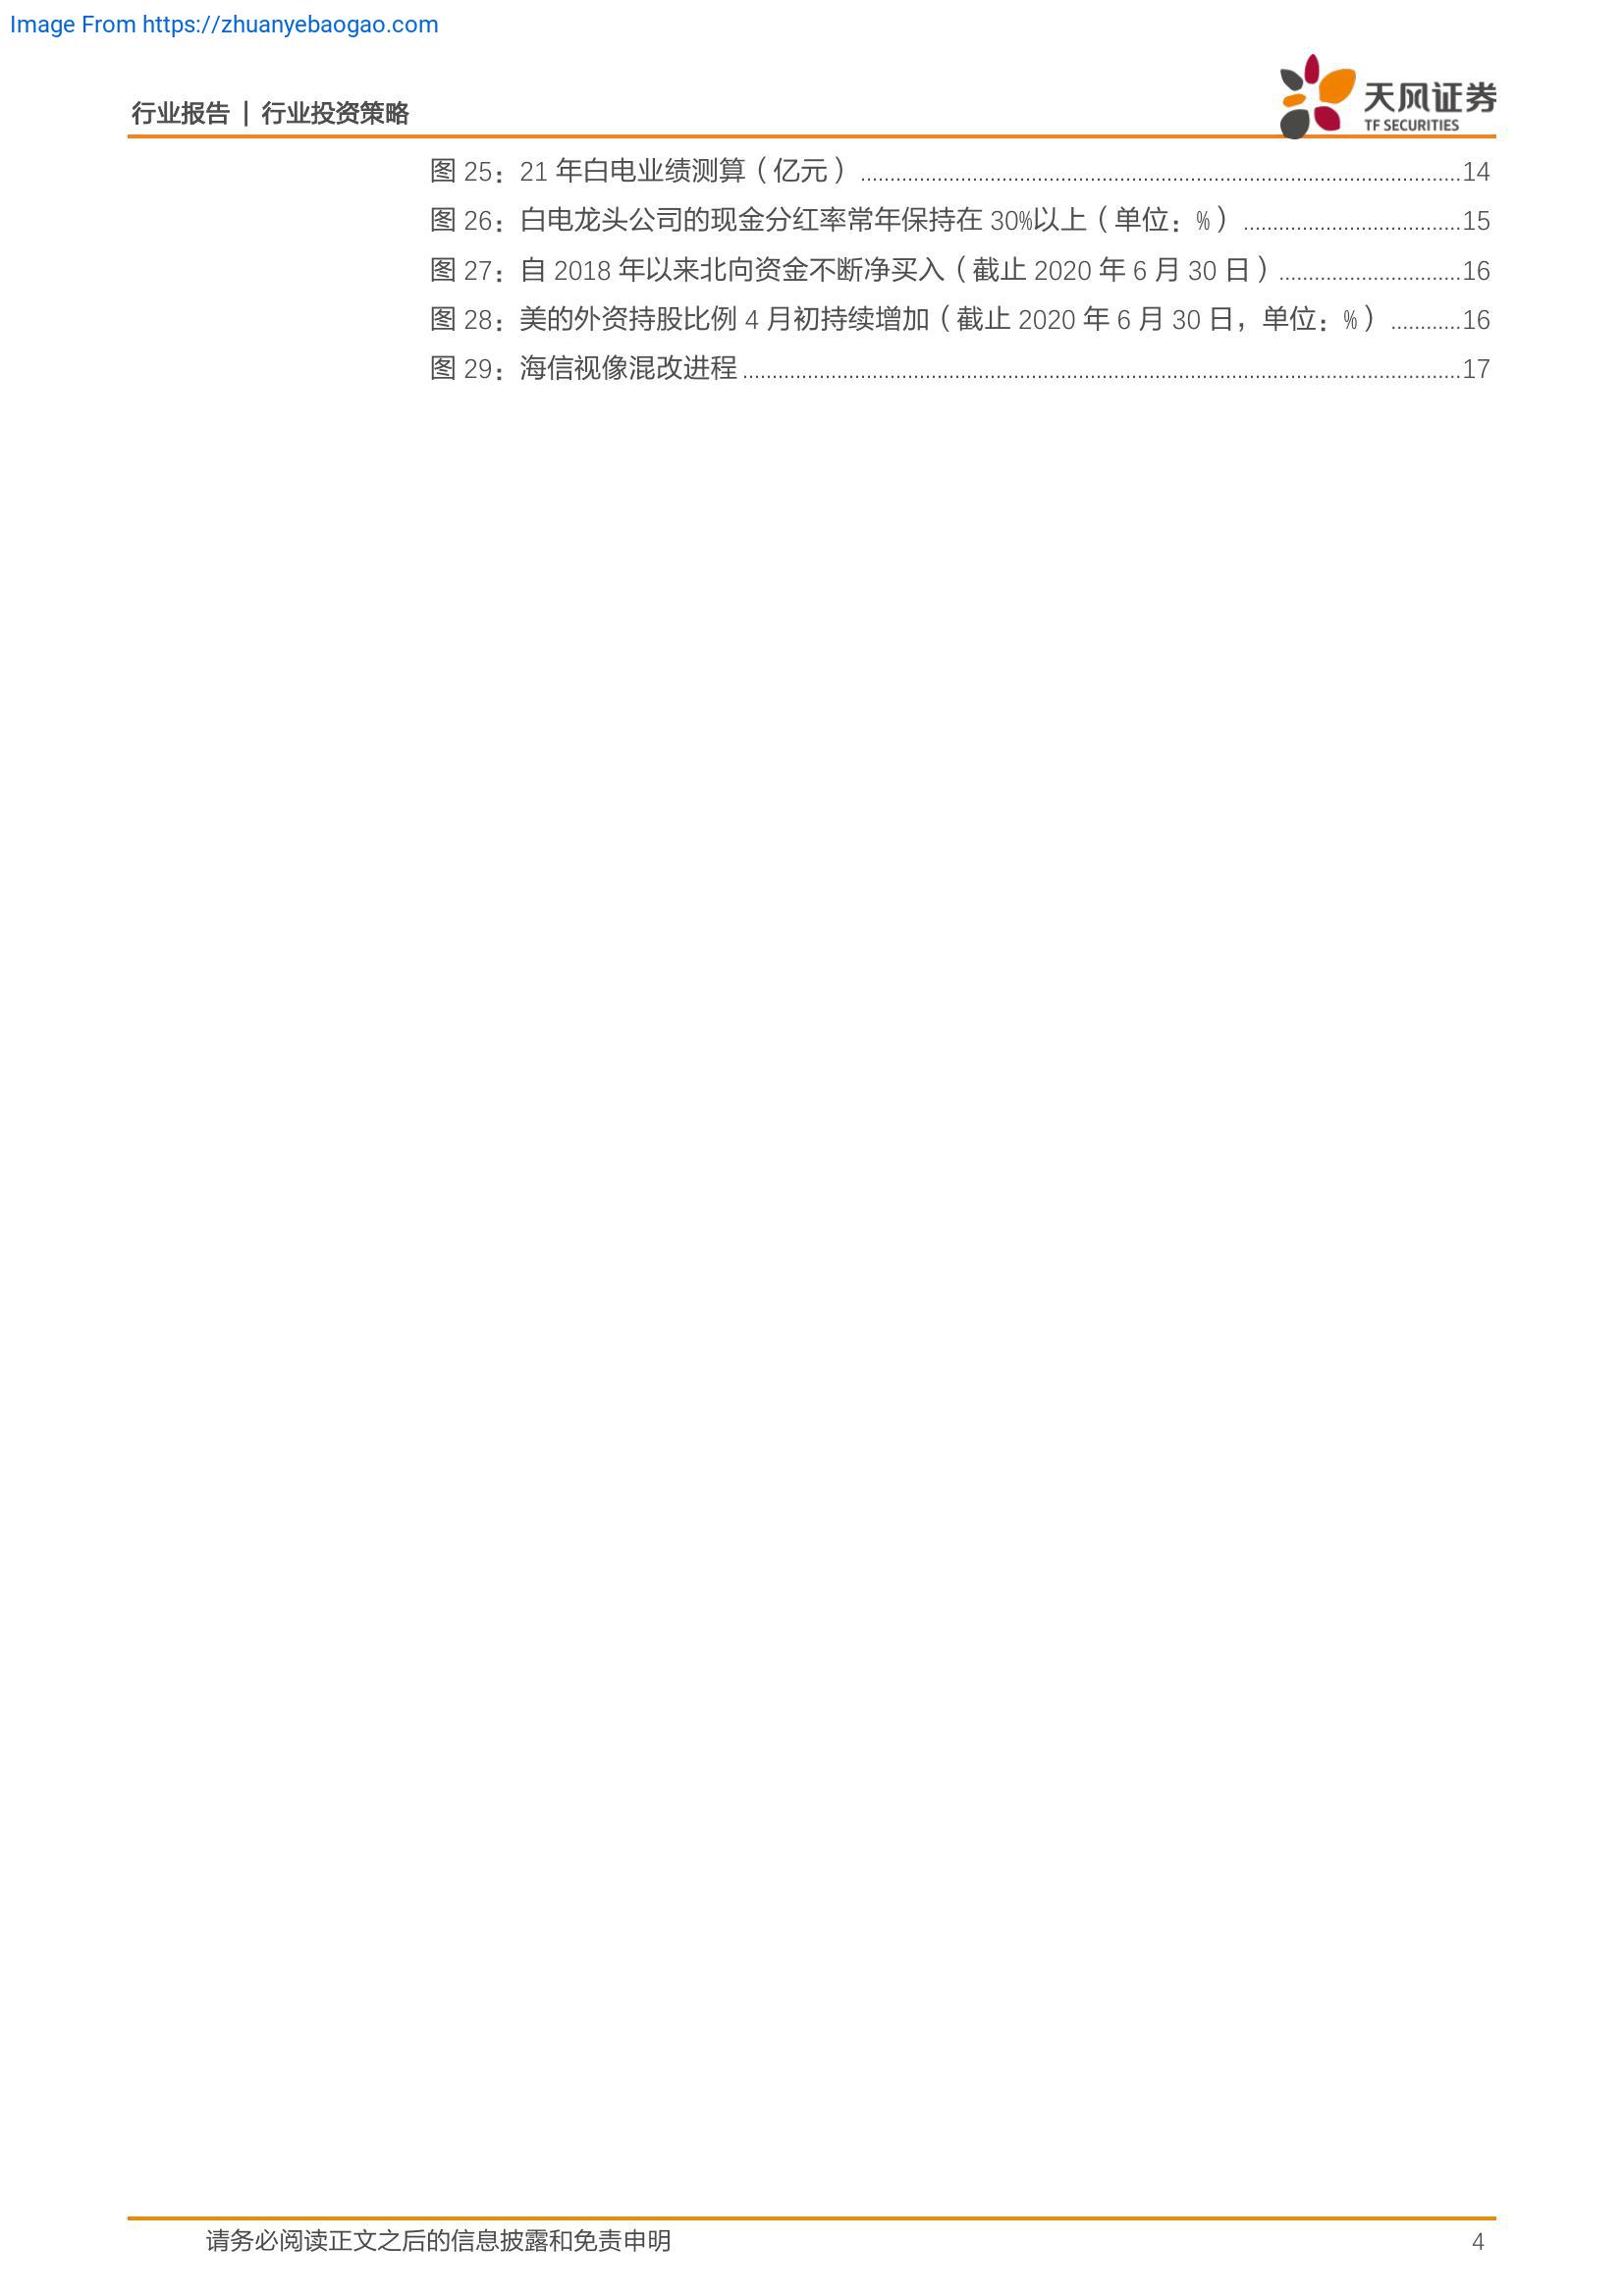 Image From https://zhuanyebaogao.com
行业报告 | 行业投资策略
天风证券
TF SECURITIES
图 25：21 年白电业绩测算（亿元）....................14
图 26：白电龙头公司的现金分红率常年保持在 30%以上（单位：%）....................15
图 27：自 2018 年以来北向资金不断净买入（截止 2020 年 6 月 30 日）....................16
图 28：美的外资持股比例 4 月初持续增加（截止 2020 年 6 月 30 日，单位：%）............16
图 29：海信视像混改进程....................17
请务必阅读正文之后的信息披露和免责申明 4